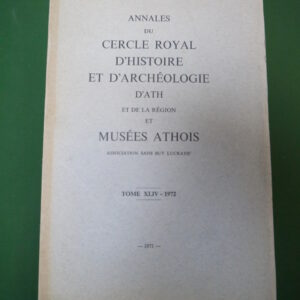 ANNALES
DU
CERCLE ROYAL
D'HISTOIRE
ET D'ARCHÉOLOGIE
D'ATH
ET DE LA RÉGION
ET
MUSÉES ATHOIS
ASSOCIATION SANS BUT LUCRATIF
TOME XLIV - 1972